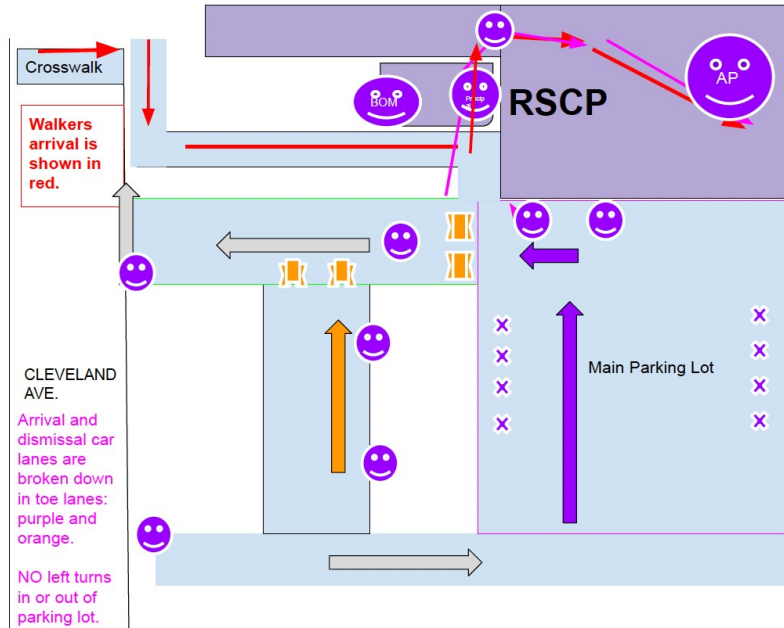 Crosswalk
Walkers
arrival is
shown in
red.
BOM
Princip
RSCP
AP
CLEVELAND
AVE.
Main Parking Lot
Arrival and
dismissal car
lanes are
broken down
in toe lanes:
purple and
orange.
NO left turns
in or out of
parking lot.